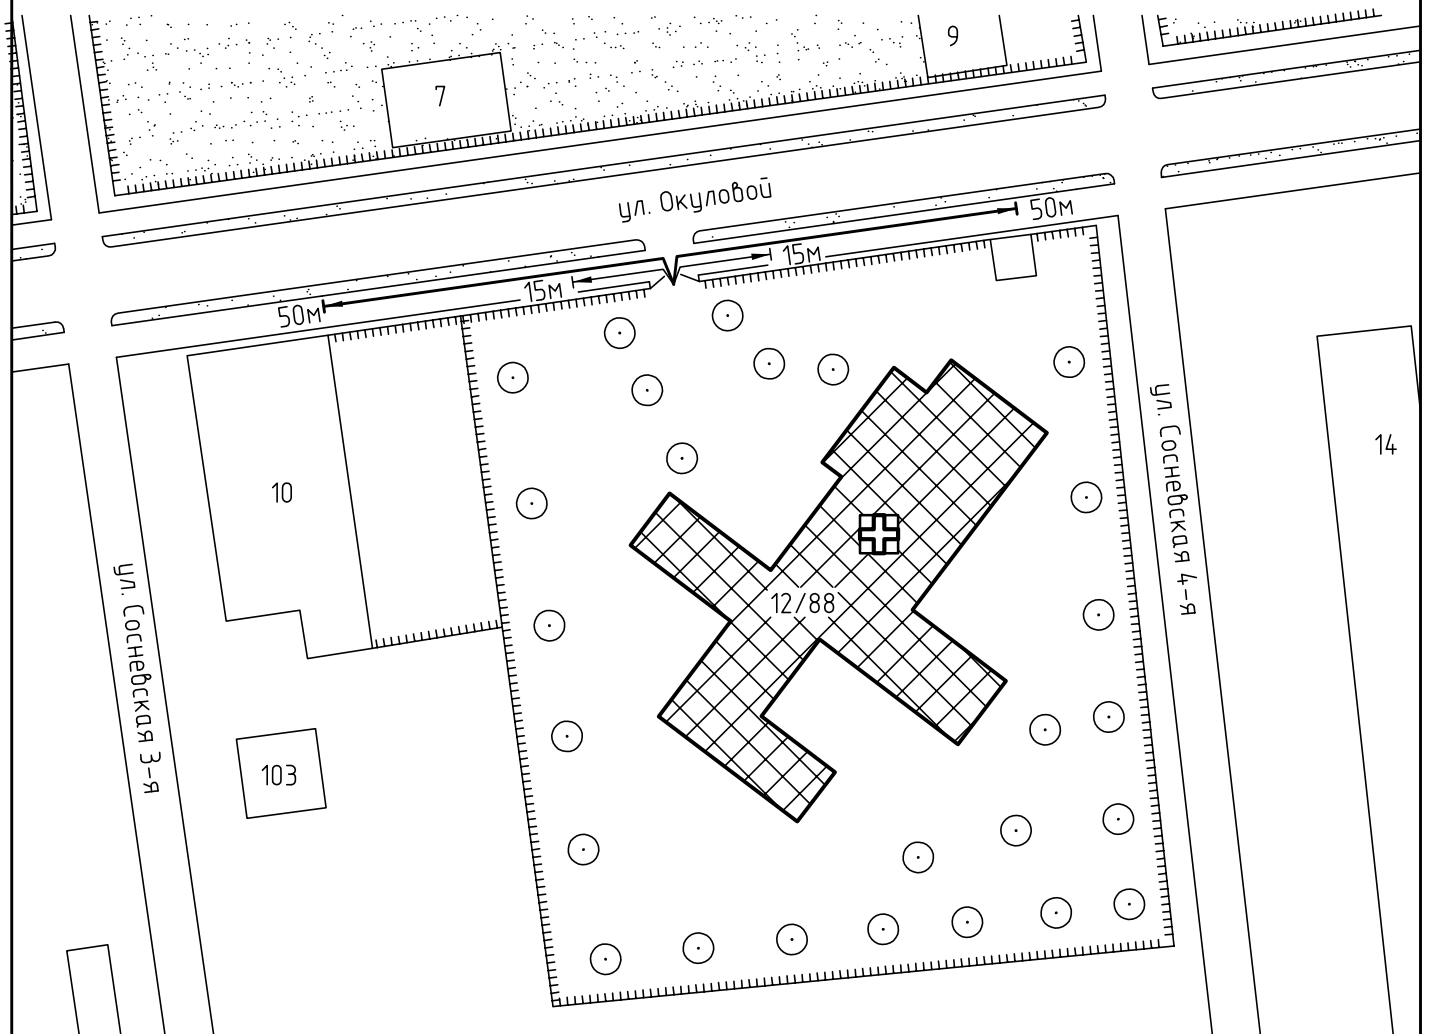 9
7
ул. Окуловой
50м
15м
15м
50м
14
10
ул. Сосневская 4-я
ул. Сосневская 3-я
12/88
103